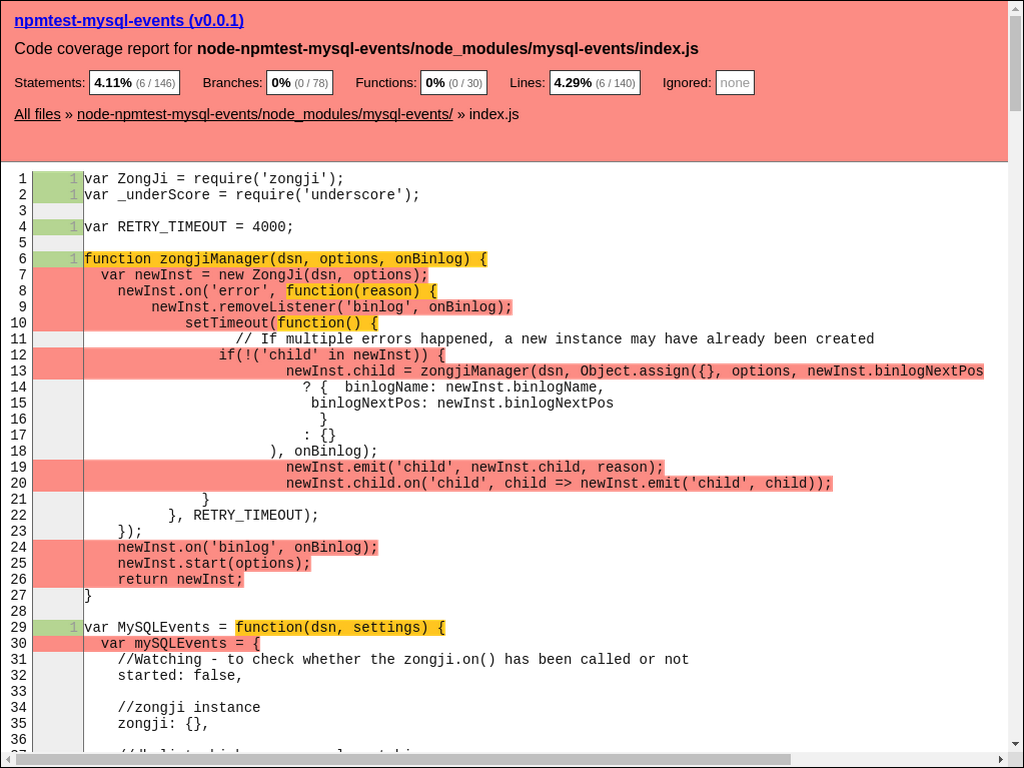 npmtest-mysql-events (v0.0.1)
Code coverage report for node-npmtest-mysql-events/node_modules/mysql-events/index.js
Statements: 4.11% (6 / 146) Branches: 0% (0 / 78) Functions: 0% (0 / 30) Lines: 4.29% (6 / 140) Ignored: none
All files » node-npmtest-mysql-events/node_modules/mysql-events/ » index.js
1 1 var ZongJi = require('zongji');
2 1 var _underScore = require('underscore');
3
4 1 var RETRY_TIMEOUT = 4000;
5
6 1 function zongjiManager(dsn, options, onBinlog) {
7 var newInst = new ZongJi(dsn, options);
8 newInst.on('error', function(reason) {
9 newInst.removeListener('binlog', onBinlog);
10 setTimeout(function() {
11 // If multiple errors happened, a new instance may have already been created
12 if(!('child' in newInst)) {
13 newInst.child = zongjiManager(dsn, Object.assign({}, options, newInst.binlogNextPos
14 ? { binlogName: newInst.binlogName,
15 binlogNextPos: newInst.binlogNextPos
16 }
17 : {}
18 ), onBinlog);
19 newInst.emit('child', newInst.child, reason);
20 newInst.child.on('child', child => newInst.emit('child', child));
21 }
22 }, RETRY_TIMEOUT);
23 });
24 newInst.on('binlog', onBinlog);
25 newInst.start(options);
26 return newInst;
27 }
28
29 1 var MySQLEvents = function(dsn, settings) {
30 var mySQLEvents = {
31 //Watching - to check whether the zongji.on() has been called or not
32 started: false,
33
34 //zongji instance
35 zongji: {},
36